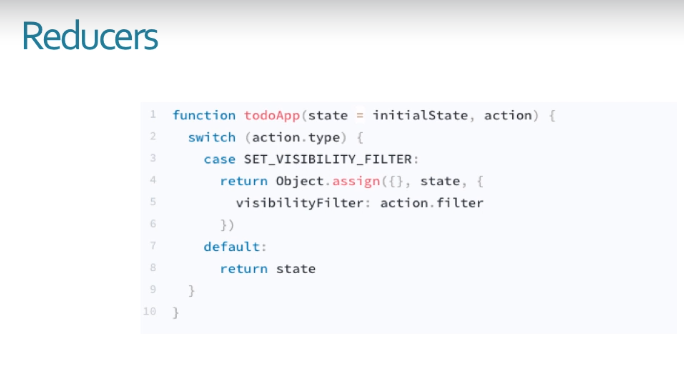 Reducers
1 function todoApp(state = initialState, action) {
2   switch (action.type) {
3     case SET_VISIBILITY_FILTER:
4       return Object.assign({}, state, {
5         visibilityFilter: action.filter
6       })
7     default:
8       return state
9   }
10 }